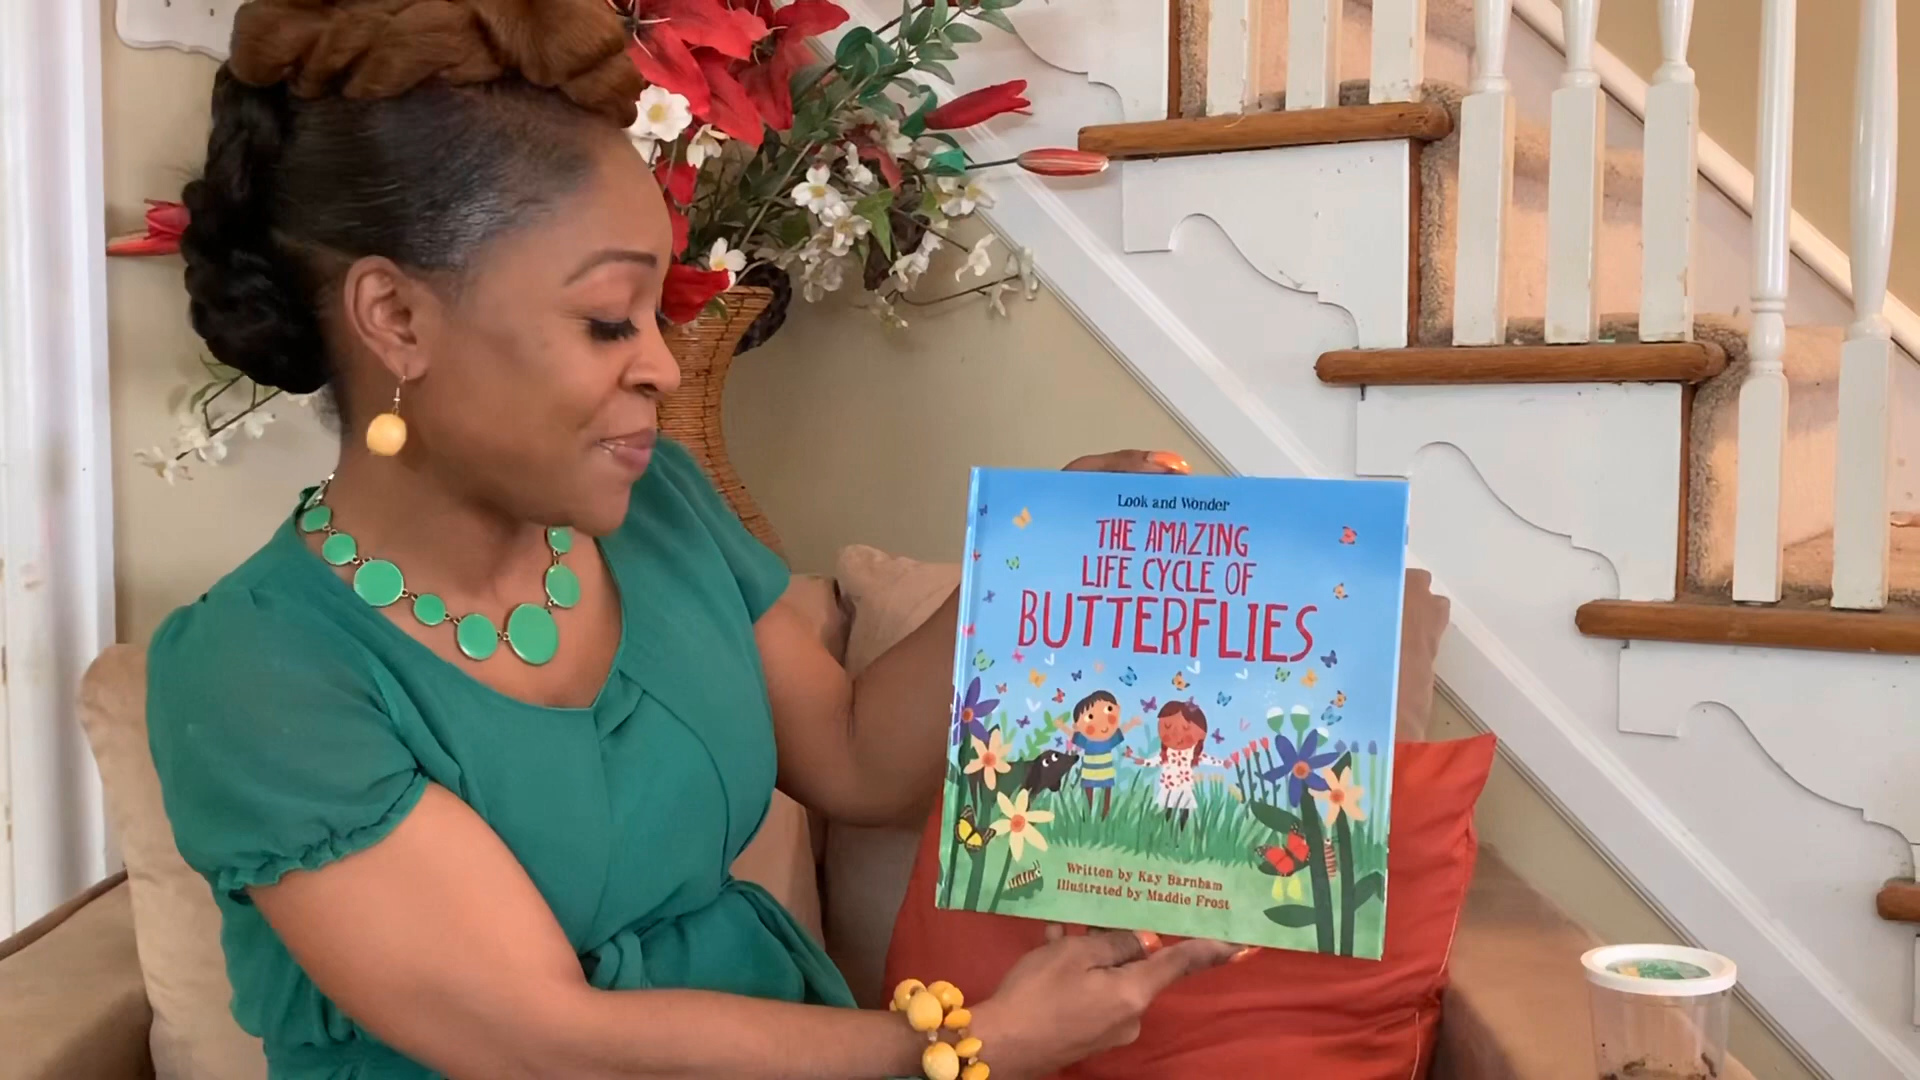 Look and Wonder
THE AMAZING
LIFE CYCLE OF
BUTTERFLIES
Written by Kay Barnham
Illustrated by Maddie Frost